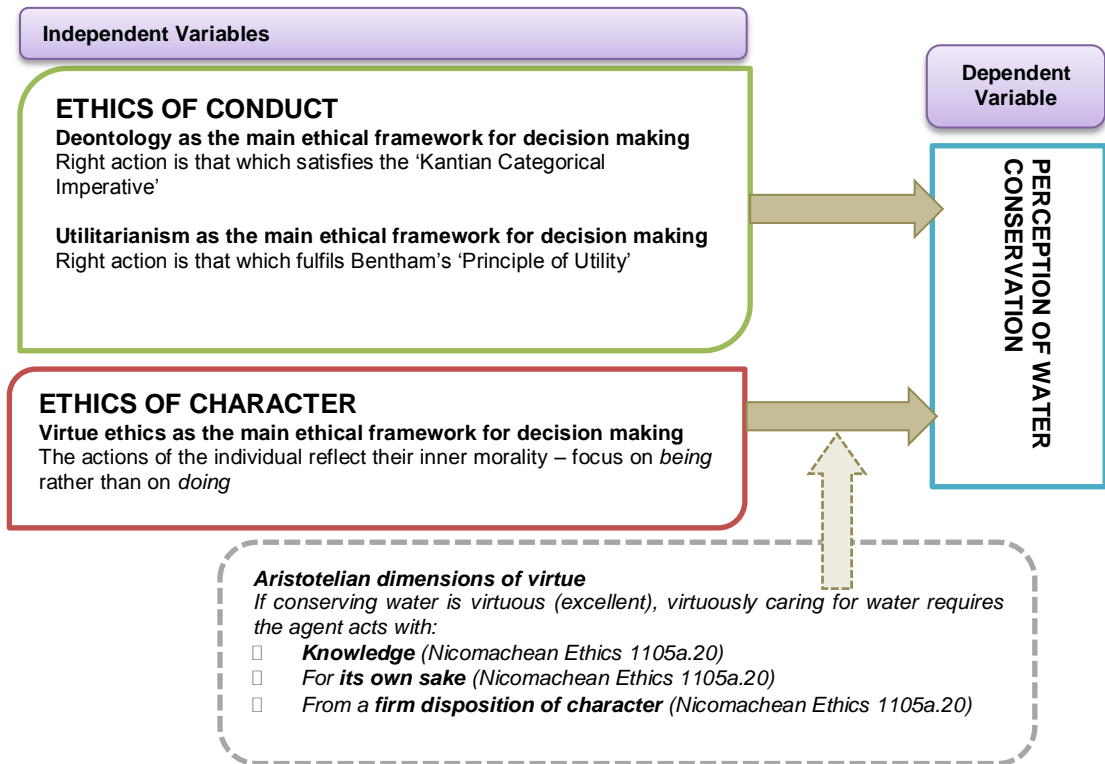 Independent Variables
Dependent
Variable
ETHICS OF CONDUCT
Deontology as the main ethical framework for decision making
Right action is that which satisfies the ‘Kantian Categorical
Imperative’
Utilitarianism as the main ethical framework for decision making
Right action is that which fulfils Bentham’s ‘Principle of Utility’
PERCEPTION OF WATER
CONSERVATION
ETHICS OF CHARACTER
Virtue ethics as the main ethical framework for decision making
The actions of the individual reflect their inner morality – focus on being
rather than on doing
Aristotelian dimensions of virtue
If conserving water is virtuous (excellent), virtuously caring for water requires
the agent acts with:
Knowledge (Nicomachean Ethics 1105a.20)
For its own sake (Nicomachean Ethics 1105a.20)
From a firm disposition of character (Nicomachean Ethics 1105a.20)